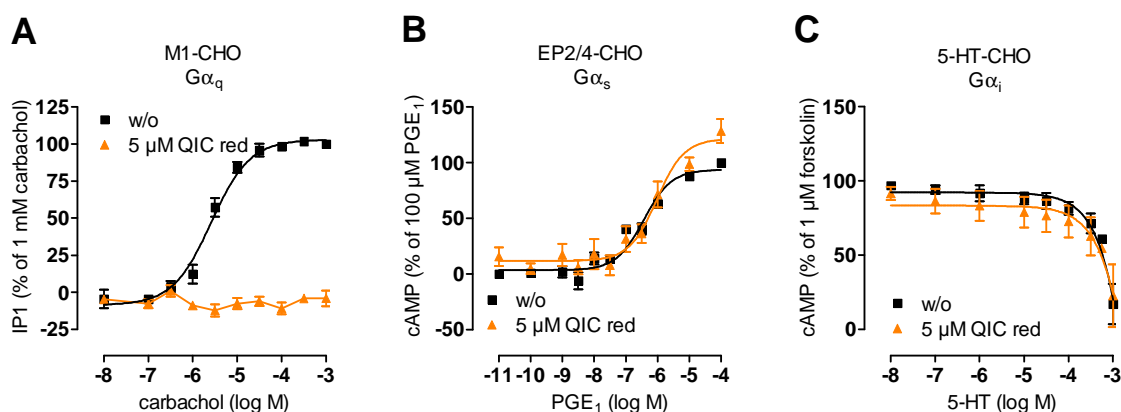 A
M1-CHO
Gα_q
IP1 (% of 1 mM carbachol)
125
100
75
50
25
0
-25
w/o
5 µM QIC red
-8 -7 -6 -5 -4 -3
carbachol (log M)
B
EP2/4-CHO
Gα_s
cAMP (% of 100 µM PGE₁)
150
100
50
0
-50
w/o
5 µM QIC red
-11 -10 -9 -8 -7 -6 -5 -4
PGE₁ (log M)
C
5-HT-CHO
Gα_i
cAMP (% of 1 µM forskolin)
150
100
50
0
w/o
5 µM QIC red
-8 -7 -6 -5 -4 -3
5-HT (log M)